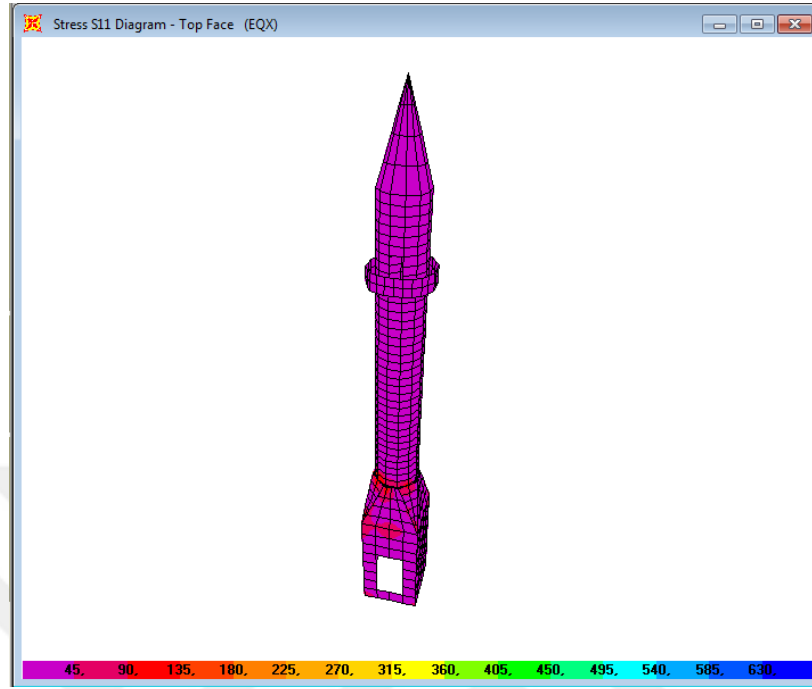 Stress S11 Diagram - Top Face (EQX)
45, 90, 135, 180, 225, 270, 315, 360, 405, 450, 495, 540, 585, 630,